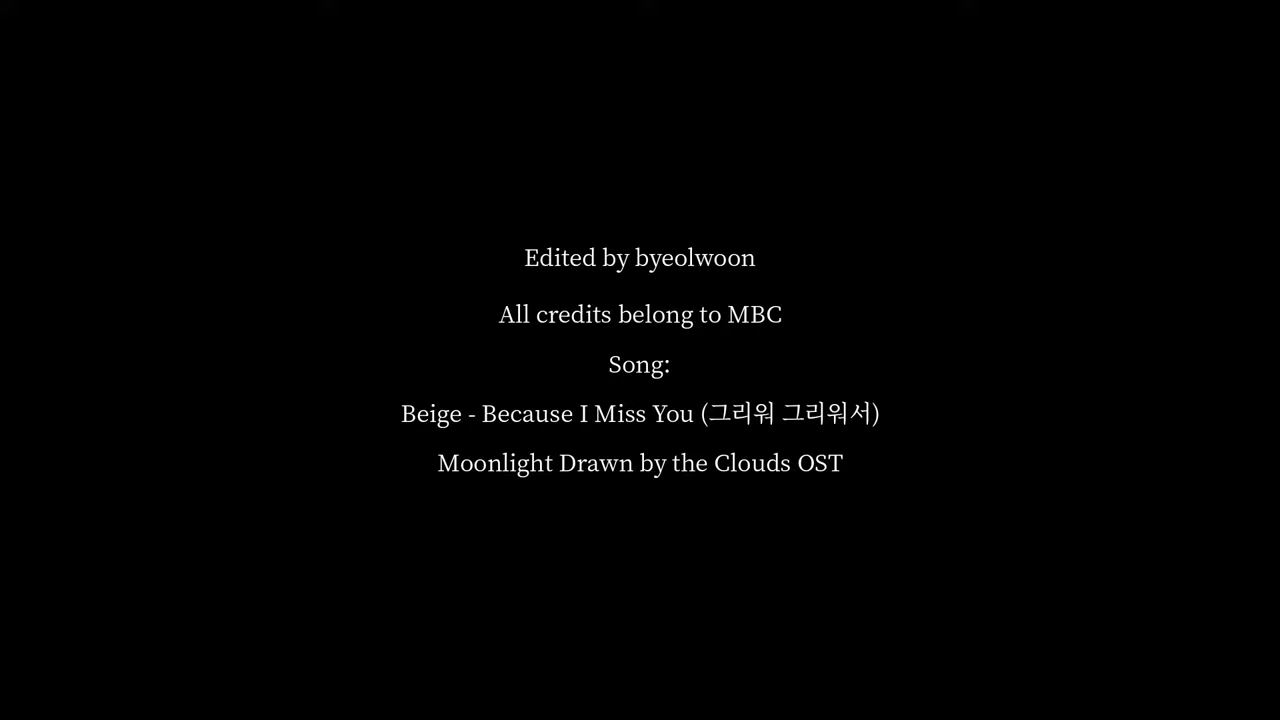 Edited by byeolwoon
All credits belong to MBC
Song:
Beige - Because I Miss You (그리워 그리워서)
Moonlight Drawn by the Clouds OST